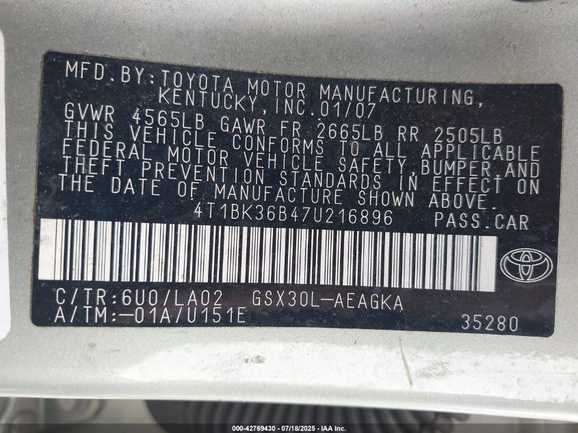 MFD.BY:TOYOTA MOTOR MANUFACTURING,
KENTUCKY,INC.01/07
GVWR 4565LB GAWR FR 2665LB RR 2505LB
THIS VEHICLE CONFORMS TO ALL APPLICABLE
FEDERAL MOTOR VEHICLE SAFETY,BUMPER,AND
THEFT PREVENTION STANDARDS IN EFFECT ON
THE DATE OF MANUFACTURE SHOWN ABOVE.
4T1BK36B47U216896 PASS.CAR
C/TR:6U0/LA02 GSX30L-AEAGKA
A/TM:-01A/U151E
35280
000-42769430 - 07/18/2025 - IAA Inc.